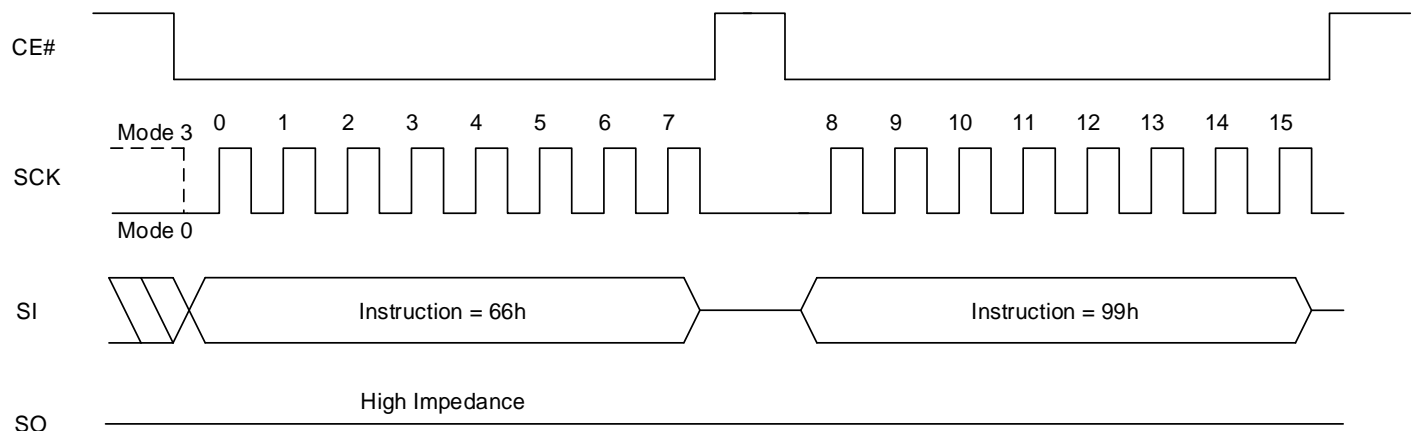 CE#
Mode 3
0 1 2 3 4 5 6 7 8 9 10 11 12 13 14 15
SCK
Mode 0
SI
Instruction = 66h
Instruction = 99h
High Impedance
SO